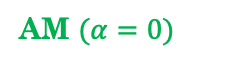 AM (α = 0)